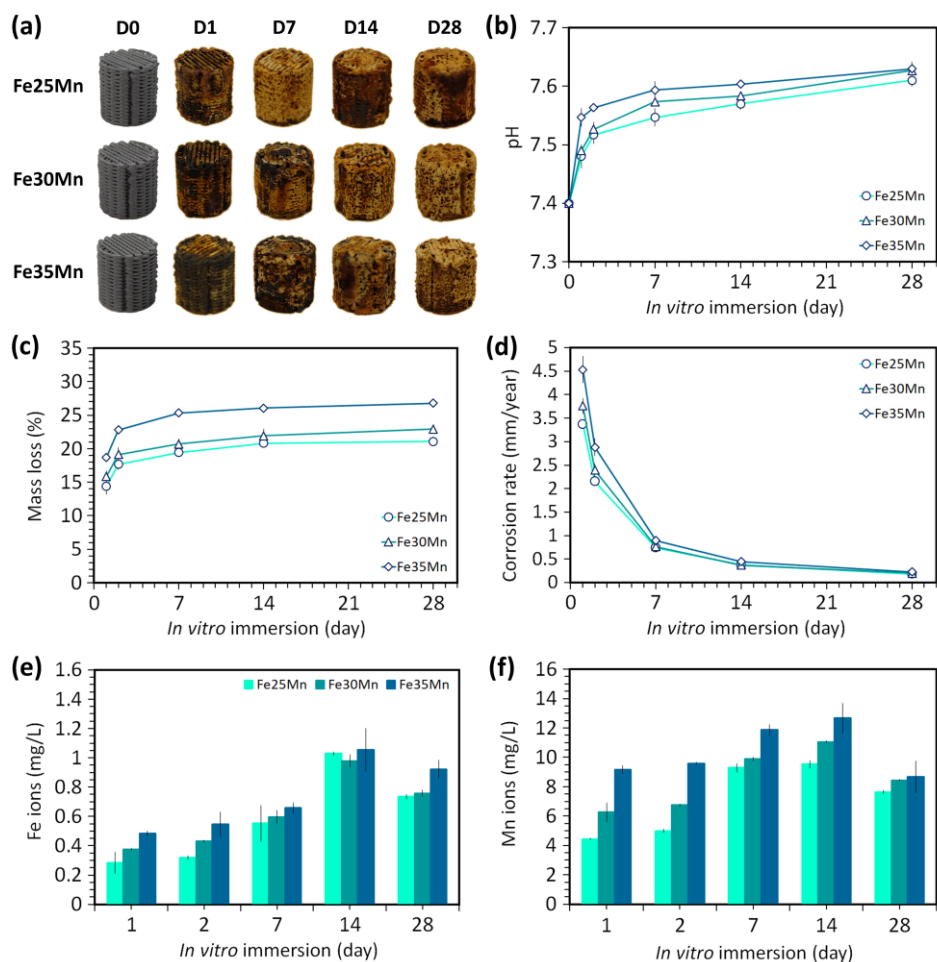 (a)
D0 D1 D7 D14 D28
Fe25Mn
Fe30Mn
Fe35Mn
(b)
7.7
7.6
7.5
7.4
7.3
pH
0 7 14 21 28
In vitro immersion (day)
Fe25Mn
Fe30Mn
Fe35Mn
(c)
35
30
25
20
15
10
5
0
Mass loss (%)
0 7 14 21 28
In vitro immersion (day)
Fe25Mn
Fe30Mn
Fe35Mn
(d)
5
4.5
4
3.5
3
2.5
2
1.5
1
0.5
0
Corrosion rate (mm/year)
0 7 14 21 28
In vitro immersion (day)
Fe25Mn
Fe30Mn
Fe35Mn
(e)
1.6
1.4
1.2
1
0.8
0.6
0.4
0.2
0
Fe ions (mg/L)
Fe25Mn Fe30Mn Fe35Mn
1 2 7 14 28
In vitro immersion (day)
(f)
16
14
12
10
8
6
4
2
0
Mn ions (mg/L)
1 2 7 14 28
In vitro immersion (day)